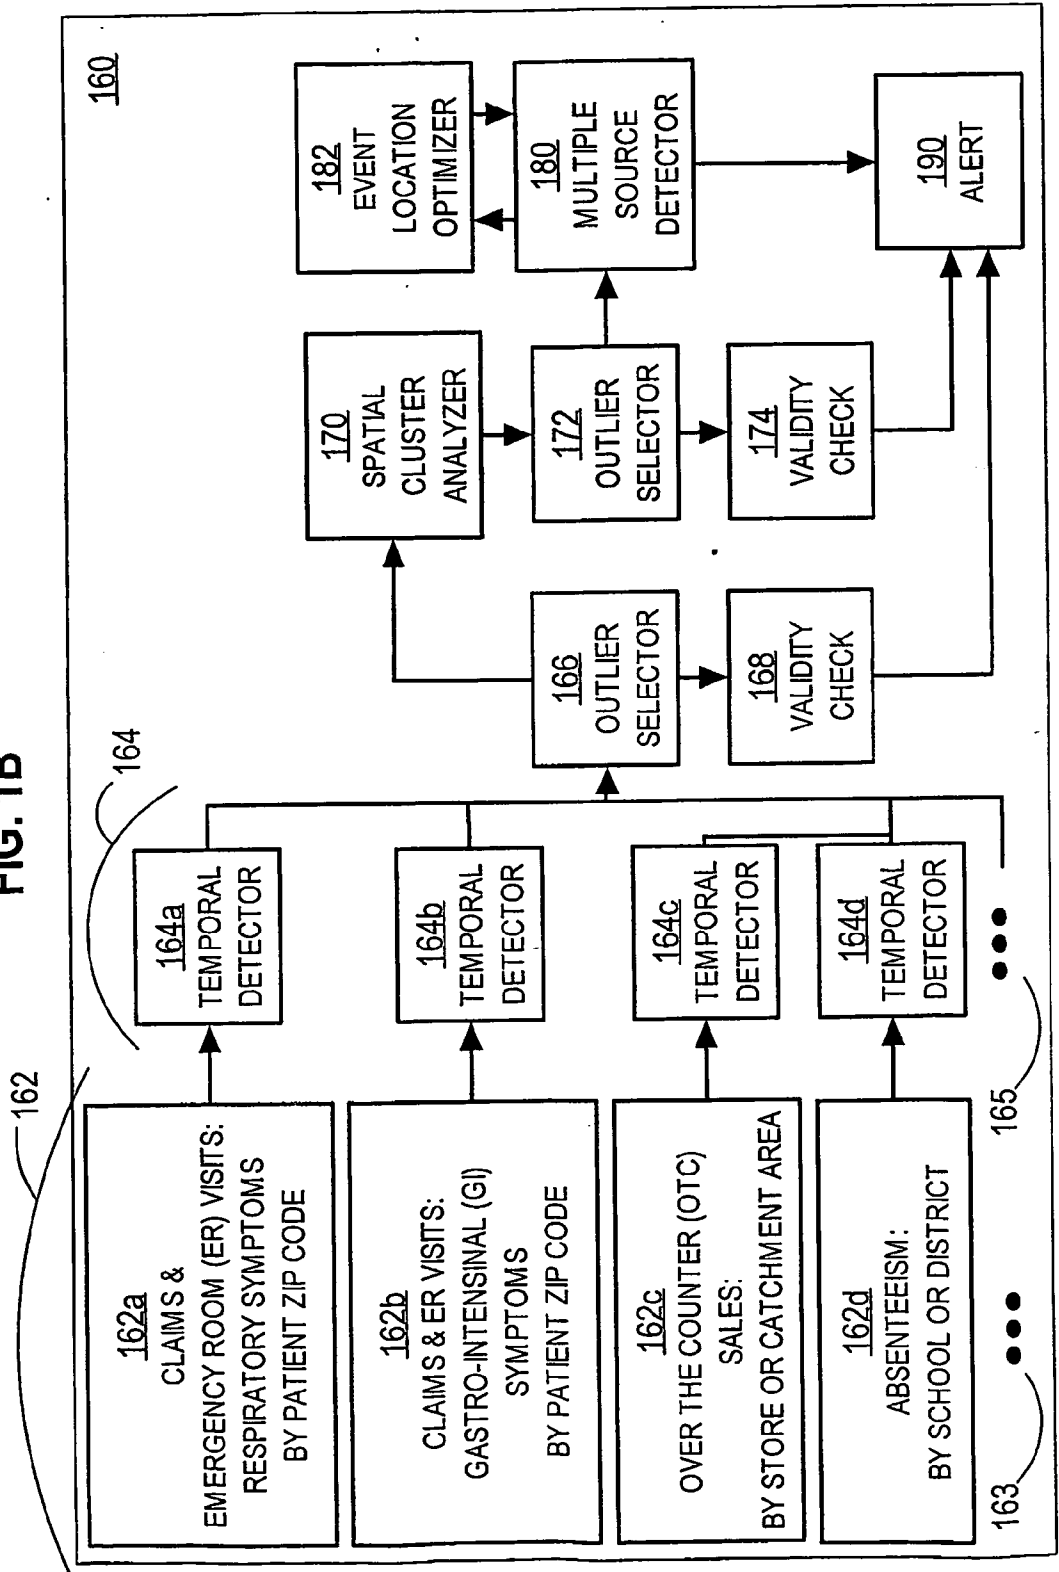 FIG. 1B
160
162
164
162a
CLAIMS &
EMERGENCY ROOM (ER) VISITS:
RESPIRATORY SYMPTOMS
BY PATIENT ZIP CODE
162b
CLAIMS & ER VISITS:
GASTRO-INTENSINAL (GI)
SYMPTOMS
BY PATIENT ZIP CODE
162c
OVER THE COUNTER (OTC)
SALES:
BY STORE OR CATCHMENT AREA
162d
ABSENTEEISM:
BY SCHOOL OR DISTRICT
163
164a
TEMPORAL
DETECTOR
164b
TEMPORAL
DETECTOR
164c
TEMPORAL
DETECTOR
164d
TEMPORAL
DETECTOR
165
166
OUTLIER
SELECTOR
168
VALIDITY
CHECK
170
SPATIAL
CLUSTER
ANALYZER
172
OUTLIER
SELECTOR
174
VALIDITY
CHECK
182
EVENT
LOCATION
OPTIMIZER
180
MULTIPLE
SOURCE
DETECTOR
190
ALERT